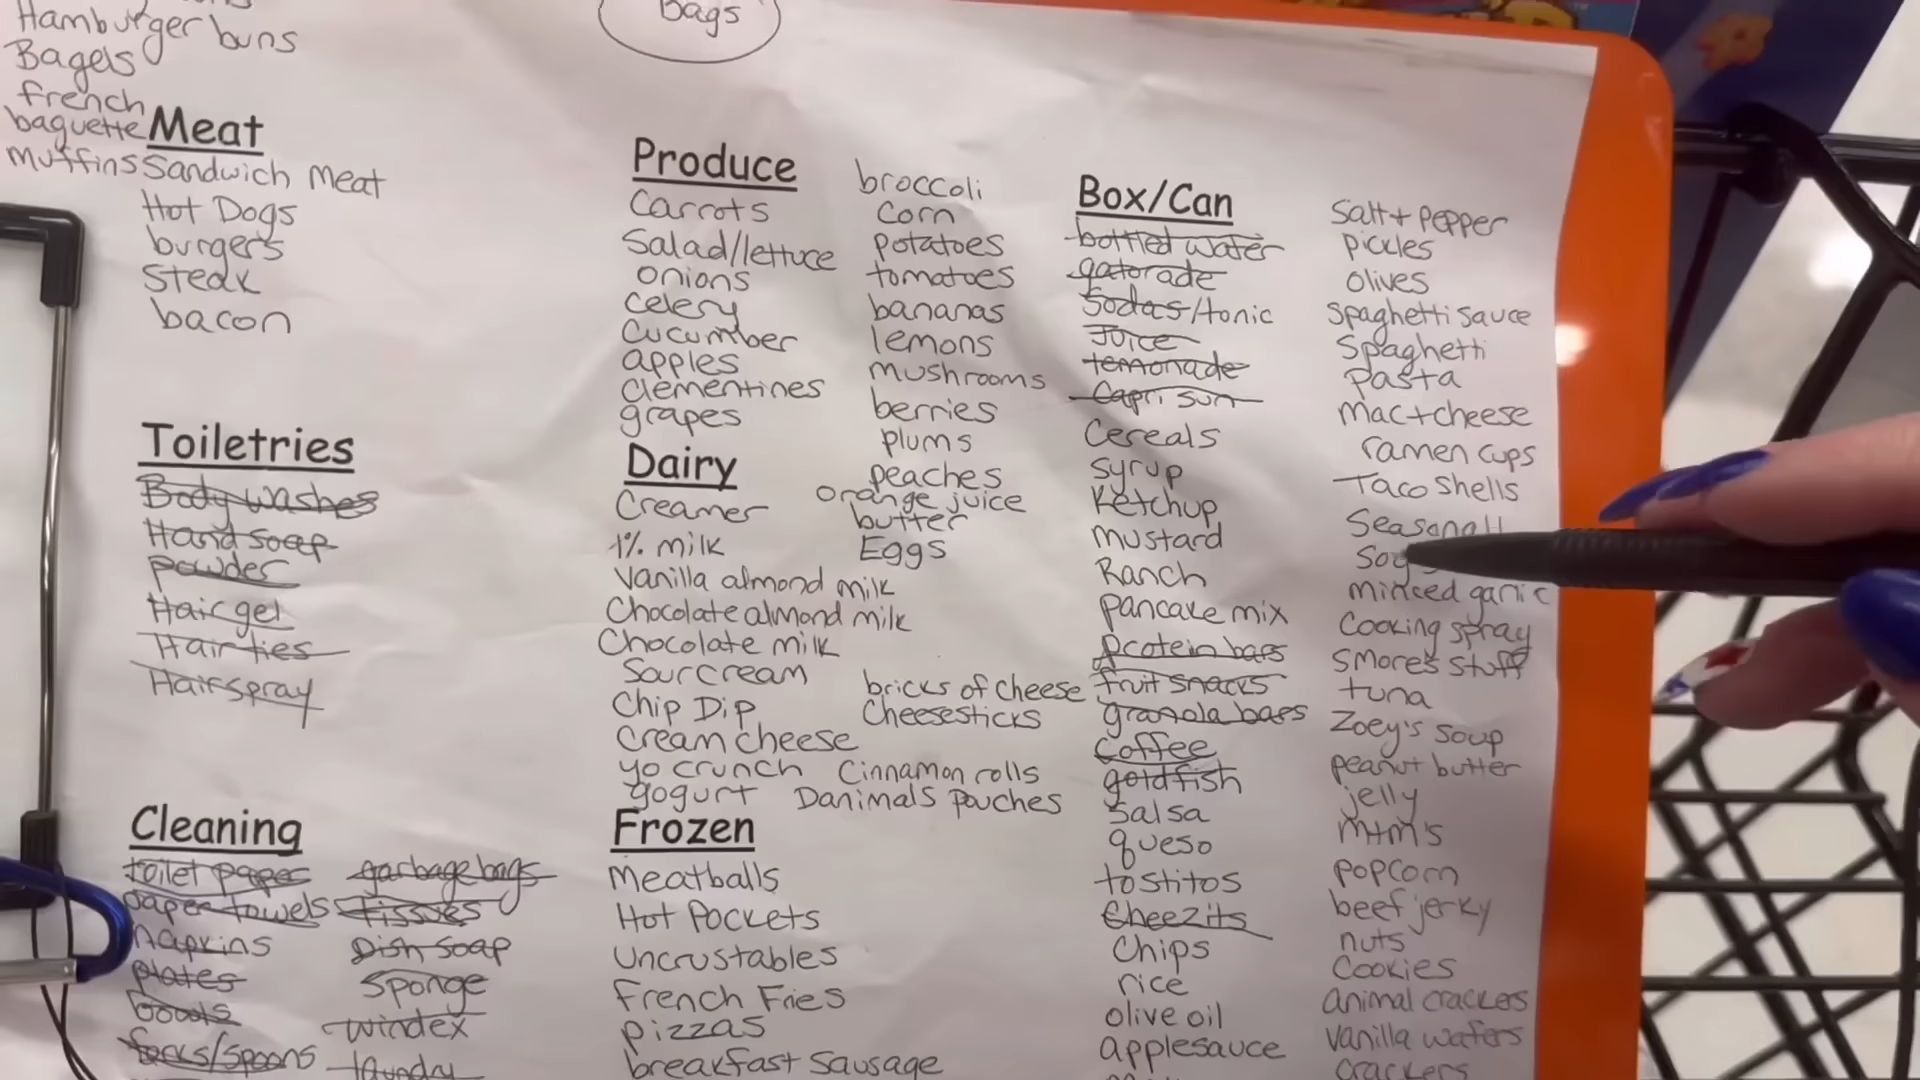 Hamburger buns
Bagels
french
baguette
muffins
Bags
Meat
Sandwich Meat
Hot Dogs
burgers
Steak
bacon
Toiletries
Body washes
Hand soap
Powder
Hair gel
Hair ties
Hairspray
Cleaning
toilet paper
paper towels
napkins
plates
bowls
forks/spoons
garbage bags
tissues
Dish soap
Sponge
windex
laundry
Produce
Carrots
Salad/lettuce
onions
celery
cucumber
apples
Clementines
grapes
broccoli
corn
potatoes
tomatoes
bananas
lemons
mushrooms
berries
plums
peaches
Dairy
Creamer
1% milk
Vanilla almond milk
Chocolate almond milk
Chocolate milk
Sour cream
Chip Dip
Cream cheese
yo crunch
yogurt
orange juice
butter
Eggs
bricks of cheese
Cheesesticks
Cinnamon rolls
Danimals Pouches
Frozen
Meatballs
Hot Pockets
Uncrustables
French Fries
Pizzas
breakfast sausage
Box/Can
bottled water
gatorade
Sodas/tonic
Juice
lemonade
Capri sun
Cereals
syrup
Ketchup
mustard
Ranch
pancake mix
protein bars
fruit snacks
granola bars
coffee
goldfish
Salsa
queso
tostitos
Cheezits
Chips
rice
olive oil
applesauce
Salt + Pepper
pickles
olives
Spaghetti sauce
Spaghetti
Pasta
Mac + cheese
ramen cups
Taco Shells
Seasonall
minced garlic
Cooking spray
Smore's stuff
tuna
Zoey's soup
peanut butter
jelly
M+M's
popcorn
beef jerky
nuts
Cookies
animal crackers
Vanilla wafers
crackers